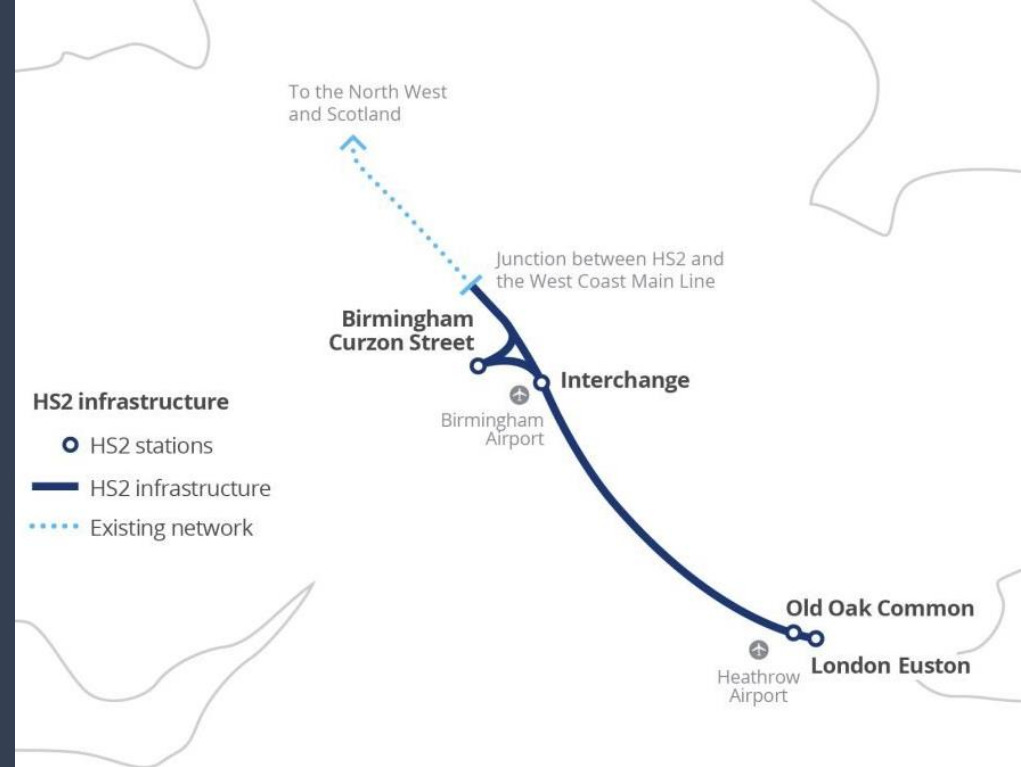 To the North West
and Scotland
Junction between HS2 and
the West Coast Main Line
Birmingham
Curzon Street
Interchange
Birmingham
Airport
HS2 infrastructure
HS2 stations
HS2 infrastructure
Existing network
Old Oak Common
London Euston
Heathrow
Airport